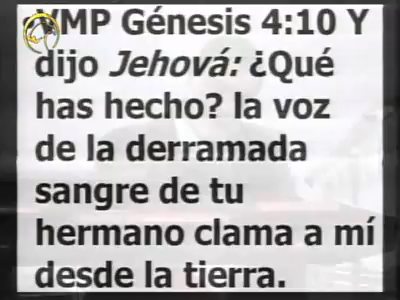 VMP Génesis 4:10 Y
dijo Jehová: ¿Qué
has hecho? la voz
de la derramada
sangre de tu
hermano clama a mí
desde la tierra.